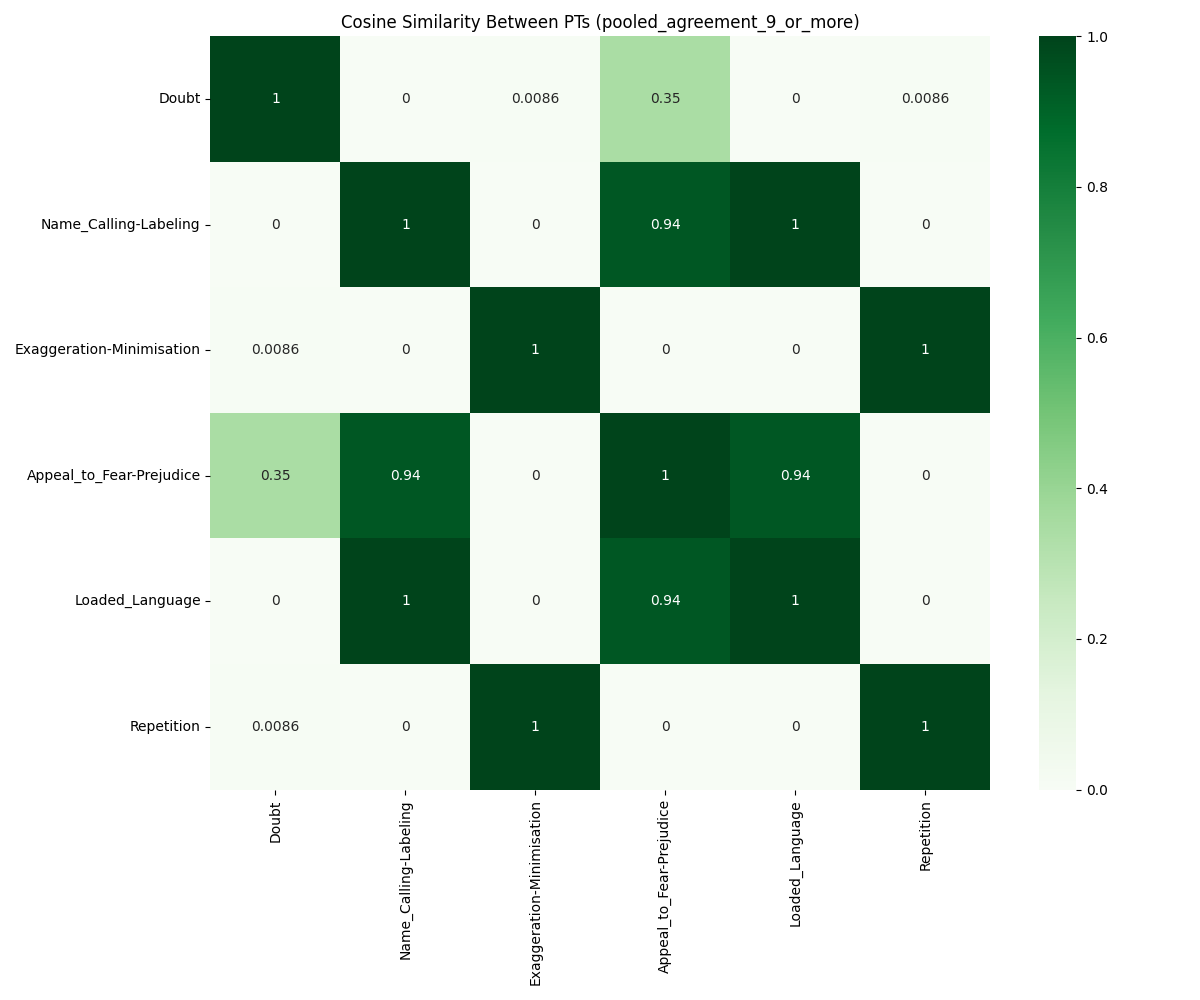 Cosine Similarity Between PTs (pooled_agreement_9_or_more)
Doubt 1 0 0.0086 0.35 0 0.0086
Name_Calling-Labeling 0 1 0 0.94 1 0
Exaggeration-Minimisation 0.0086 0 1 0 0 1
Appeal_to_Fear-Prejudice 0.35 0.94 0 1 0.94 0
Loaded_Language 0 1 0 0.94 1 0
Repetition 0.0086 0 1 0 0 1
Doubt
Name_Calling-Labeling
Exaggeration-Minimisation
Appeal_to_Fear-Prejudice
Loaded_Language
Repetition
1.0
0.8
0.6
0.4
0.2
0.0